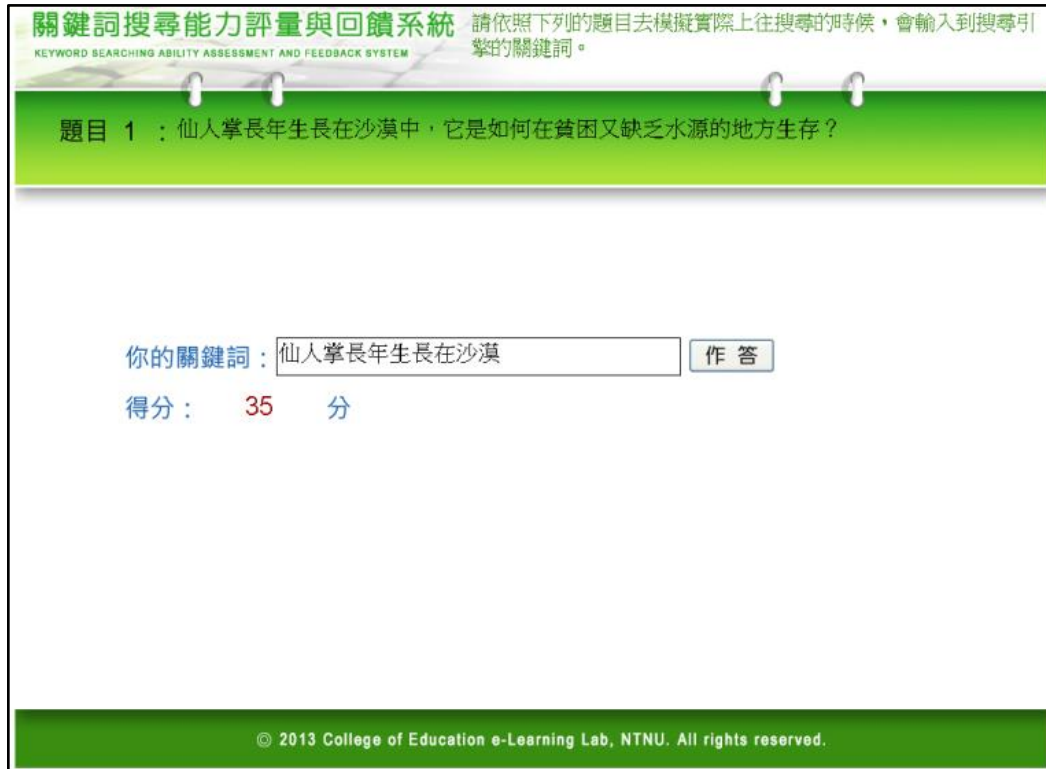 關鍵詞搜尋能力評量與回饋系統
KEYWORD SEARCHING ABILITY ASSESSMENT AND FEEDBACK SYSTEM
請依照下列的題目去模擬實際上往搜尋的時候，會輸入到搜尋引
擎的關鍵詞。
題目 1 ：仙人掌長年生長在沙漠中，它是如何在貧困又缺乏水源的地方生存？
你的關鍵詞：仙人掌長年生長在沙漠 作 答
得分： 35 分
© 2013 College of Education e-Learning Lab, NTNU. All rights reserved.